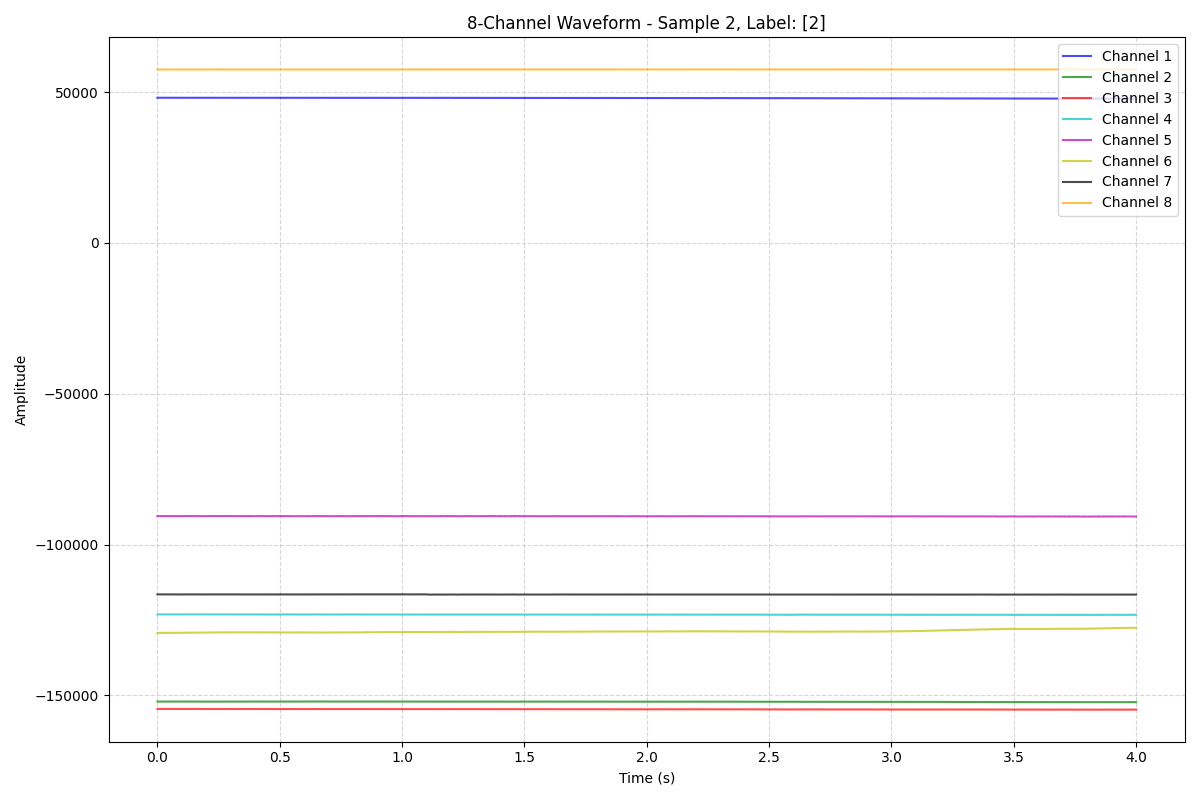 8-Channel Waveform - Sample 2, Label: [2]
Channel 1
Channel 2
Channel 3
Channel 4
Channel 5
Channel 6
Channel 7
Channel 8
50000
0
−50000
−100000
−150000
Amplitude
0.0 0.5 1.0 1.5 2.0 2.5 3.0 3.5 4.0
Time (s)